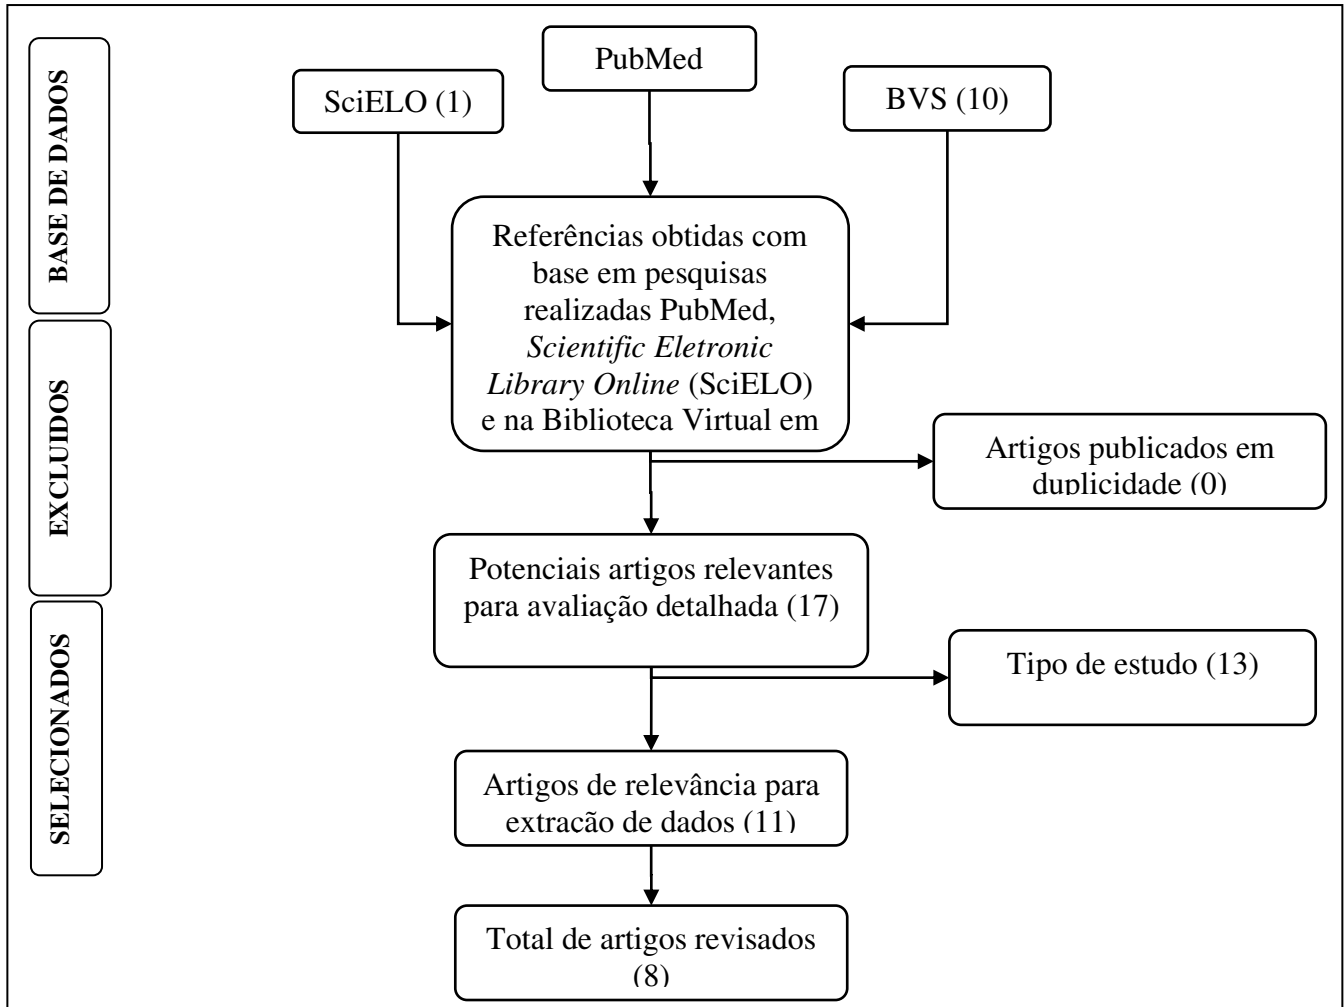 PubMed
SciELO (1)
BVS (10)
BASE DE DADOS
Referências obtidas com
base em pesquisas
realizadas PubMed,
Scientific Eletronic
Library Online (SciELO)
e na Biblioteca Virtual em
EXCLUIDOS
Artigos publicados em
duplicidade (0)
Potenciais artigos relevantes
para avaliação detalhada (17)
SELECIONADOS
Tipo de estudo (13)
Artigos de relevância para
extração de dados (11)
Total de artigos revisados
(8)